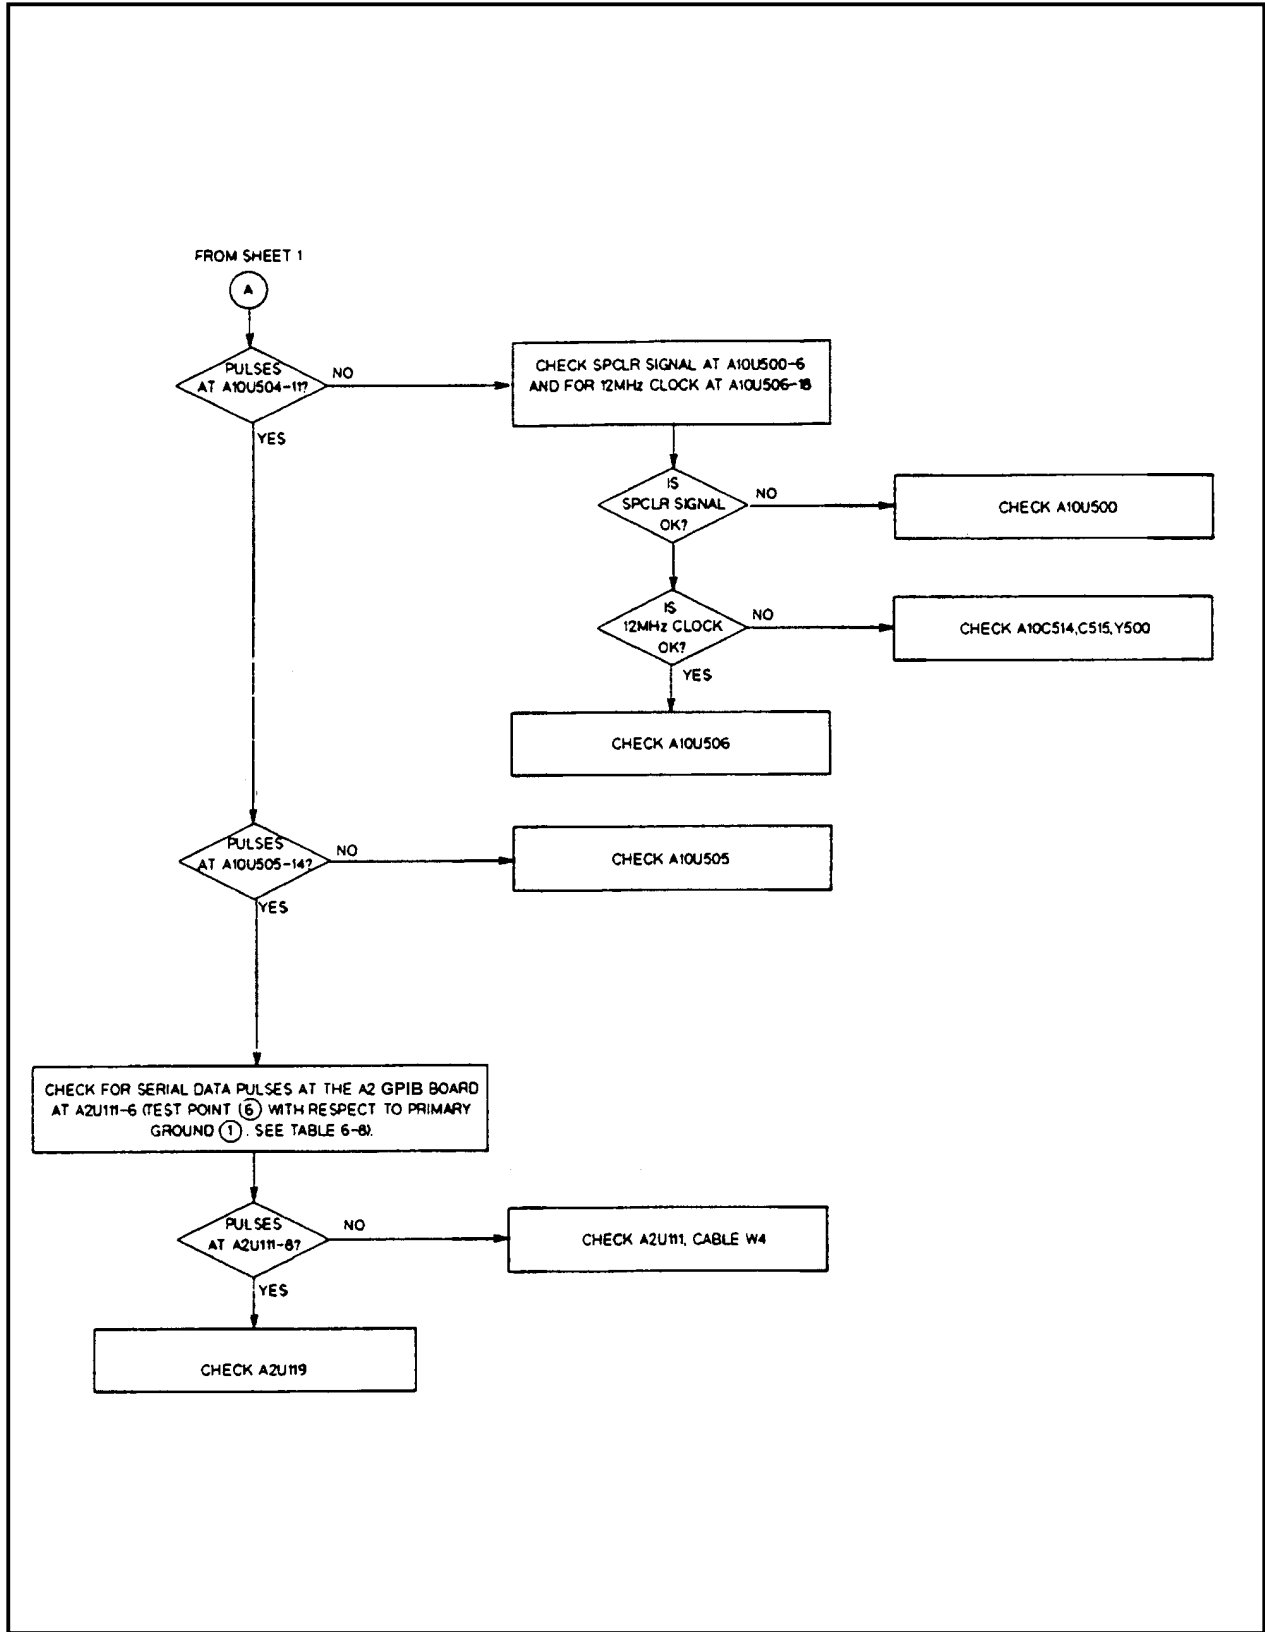 FROM SHEET 1
A
PULSES
AT A10U504-11?
NO
YES
CHECK SPCLR SIGNAL AT A10U500-6
AND FOR 12MHz CLOCK AT A10U506-18
IS
SPCLR SIGNAL
OK?
NO
CHECK A10U500
IS
12MHz CLOCK
OK?
NO
YES
CHECK A10C514,C515,Y500
CHECK A10U506
PULSES
AT A10U505-14?
NO
YES
CHECK A10U505
CHECK FOR SERIAL DATA PULSES AT THE A2 GPIB BOARD
AT A2U111-6 (TEST POINT 6 WITH RESPECT TO PRIMARY
GROUND 1. SEE TABLE 6-8).
PULSES
AT A2U111-6?
NO
YES
CHECK A2U111, CABLE W4
CHECK A2U119